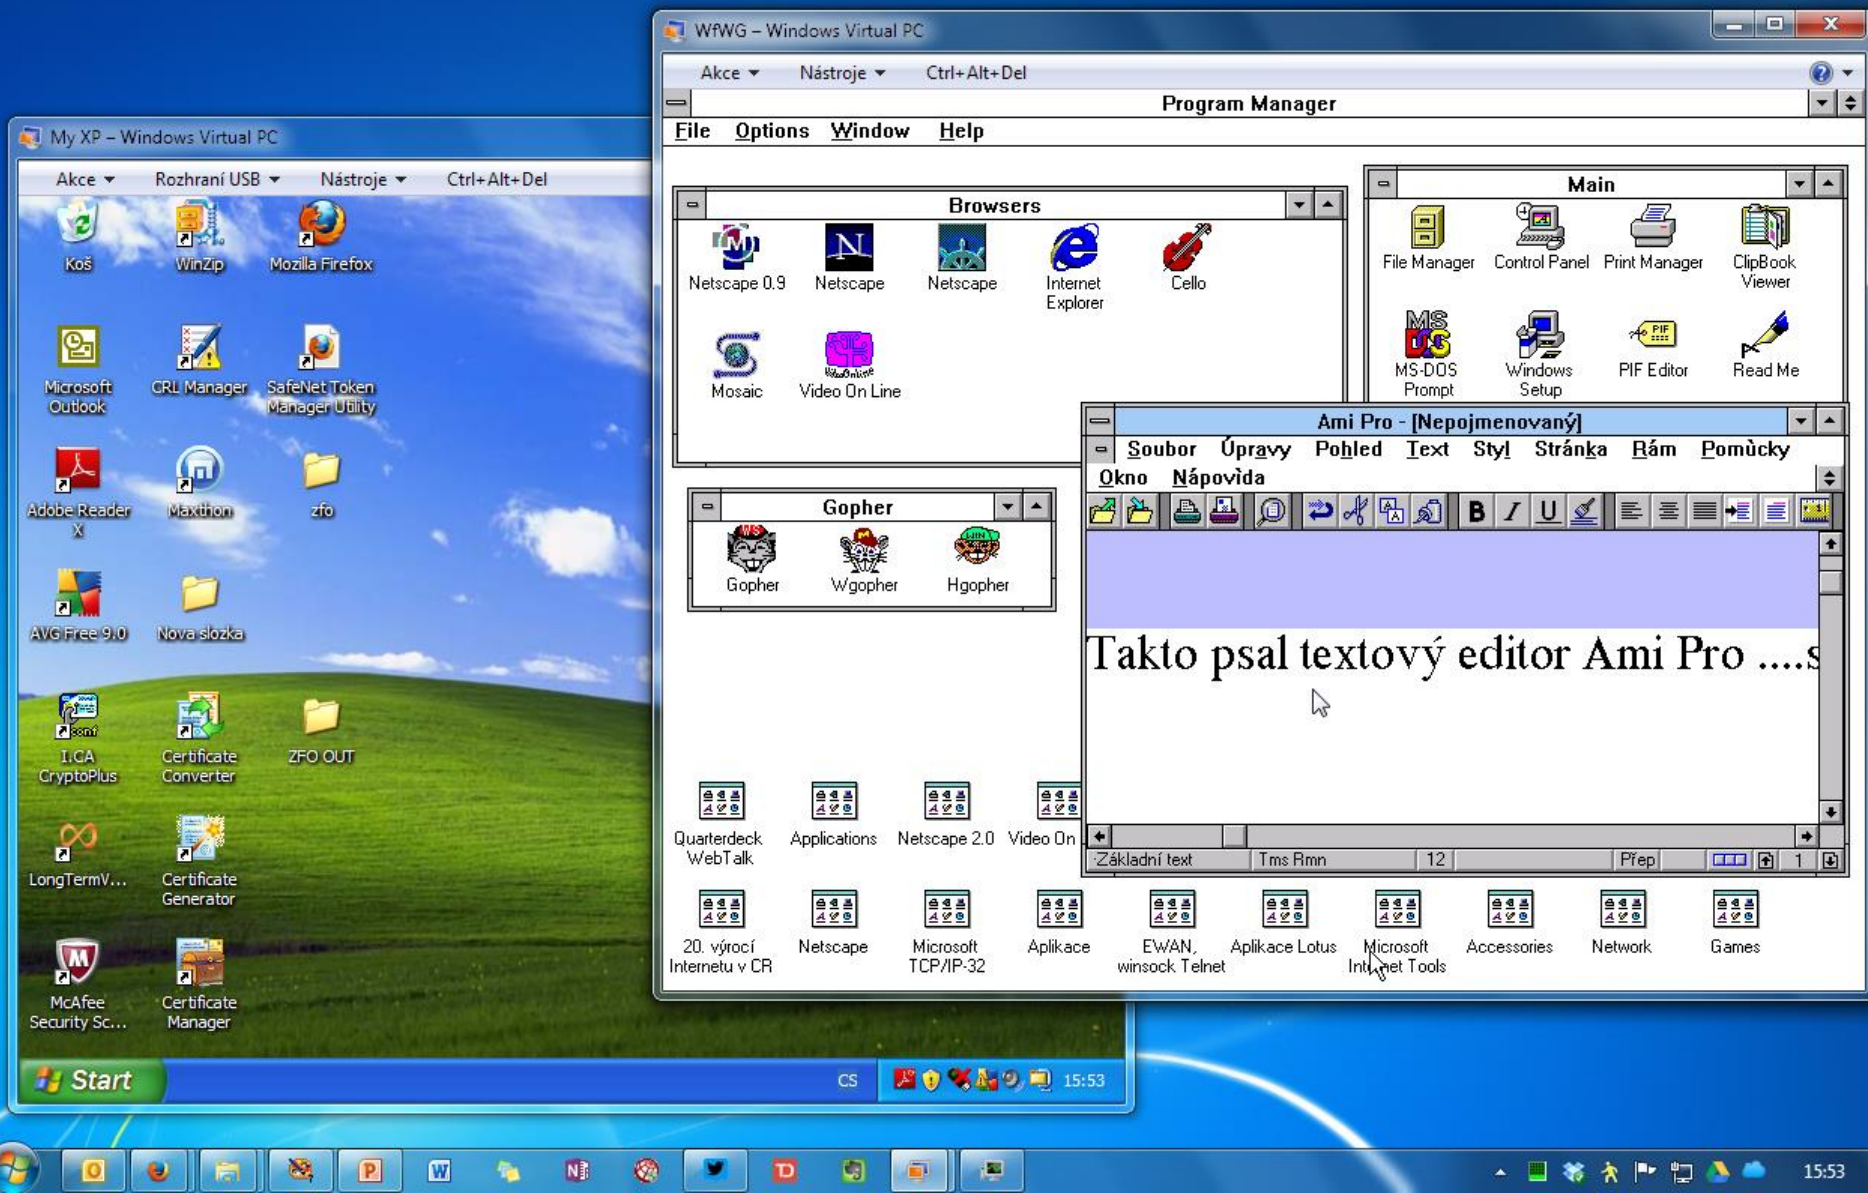 WfWG – Windows Virtual PC
Akce Nástroje Ctrl+Alt+Del
Program Manager
File Options Window Help
Browsers
Netscape 0.9 Netscape Netscape Internet Explorer Cello
Mosaic Video On Line
Main
File Manager Control Panel Print Manager ClipBook Viewer
MS-DOS Prompt Windows Setup PIF Editor Read Me
Gopher
Gopher Wgopher Hgopher
Ami Pro - [Nepojmenovaný]
Soubor Úpravy Pohled Text Styl Stránka Rám Pomùcky
Okno Nápovìda
B I U
Takto psal textový editor Ami Pro ....s
Základní text Tms Rmn 12 Přep 1
Quarterdeck WebTalk Applications Netscape 2.0 Video On
20. výrocí Internetu v CR Netscape Microsoft TCP/IP-32 Aplikace EWAN, winsock Telnet Aplikace Lotus Microsoft Internet Tools Accessories Network Games
My XP – Windows Virtual PC
Akce Rozhraní USB Nástroje Ctrl+Alt+Del
Koš WinZip Mozilla Firefox
Microsoft Outlook CRL Manager SafeNet Token Manager Utility
Adobe Reader X Maxthon zfo
AVG Free 9.0 Nova slozka
I.CA CryptoPlus Certificate Converter ZFO OUT
LongTermV... Certificate Generator
McAfee Security Sc... Certificate Manager
Start CS 15:53
15:53